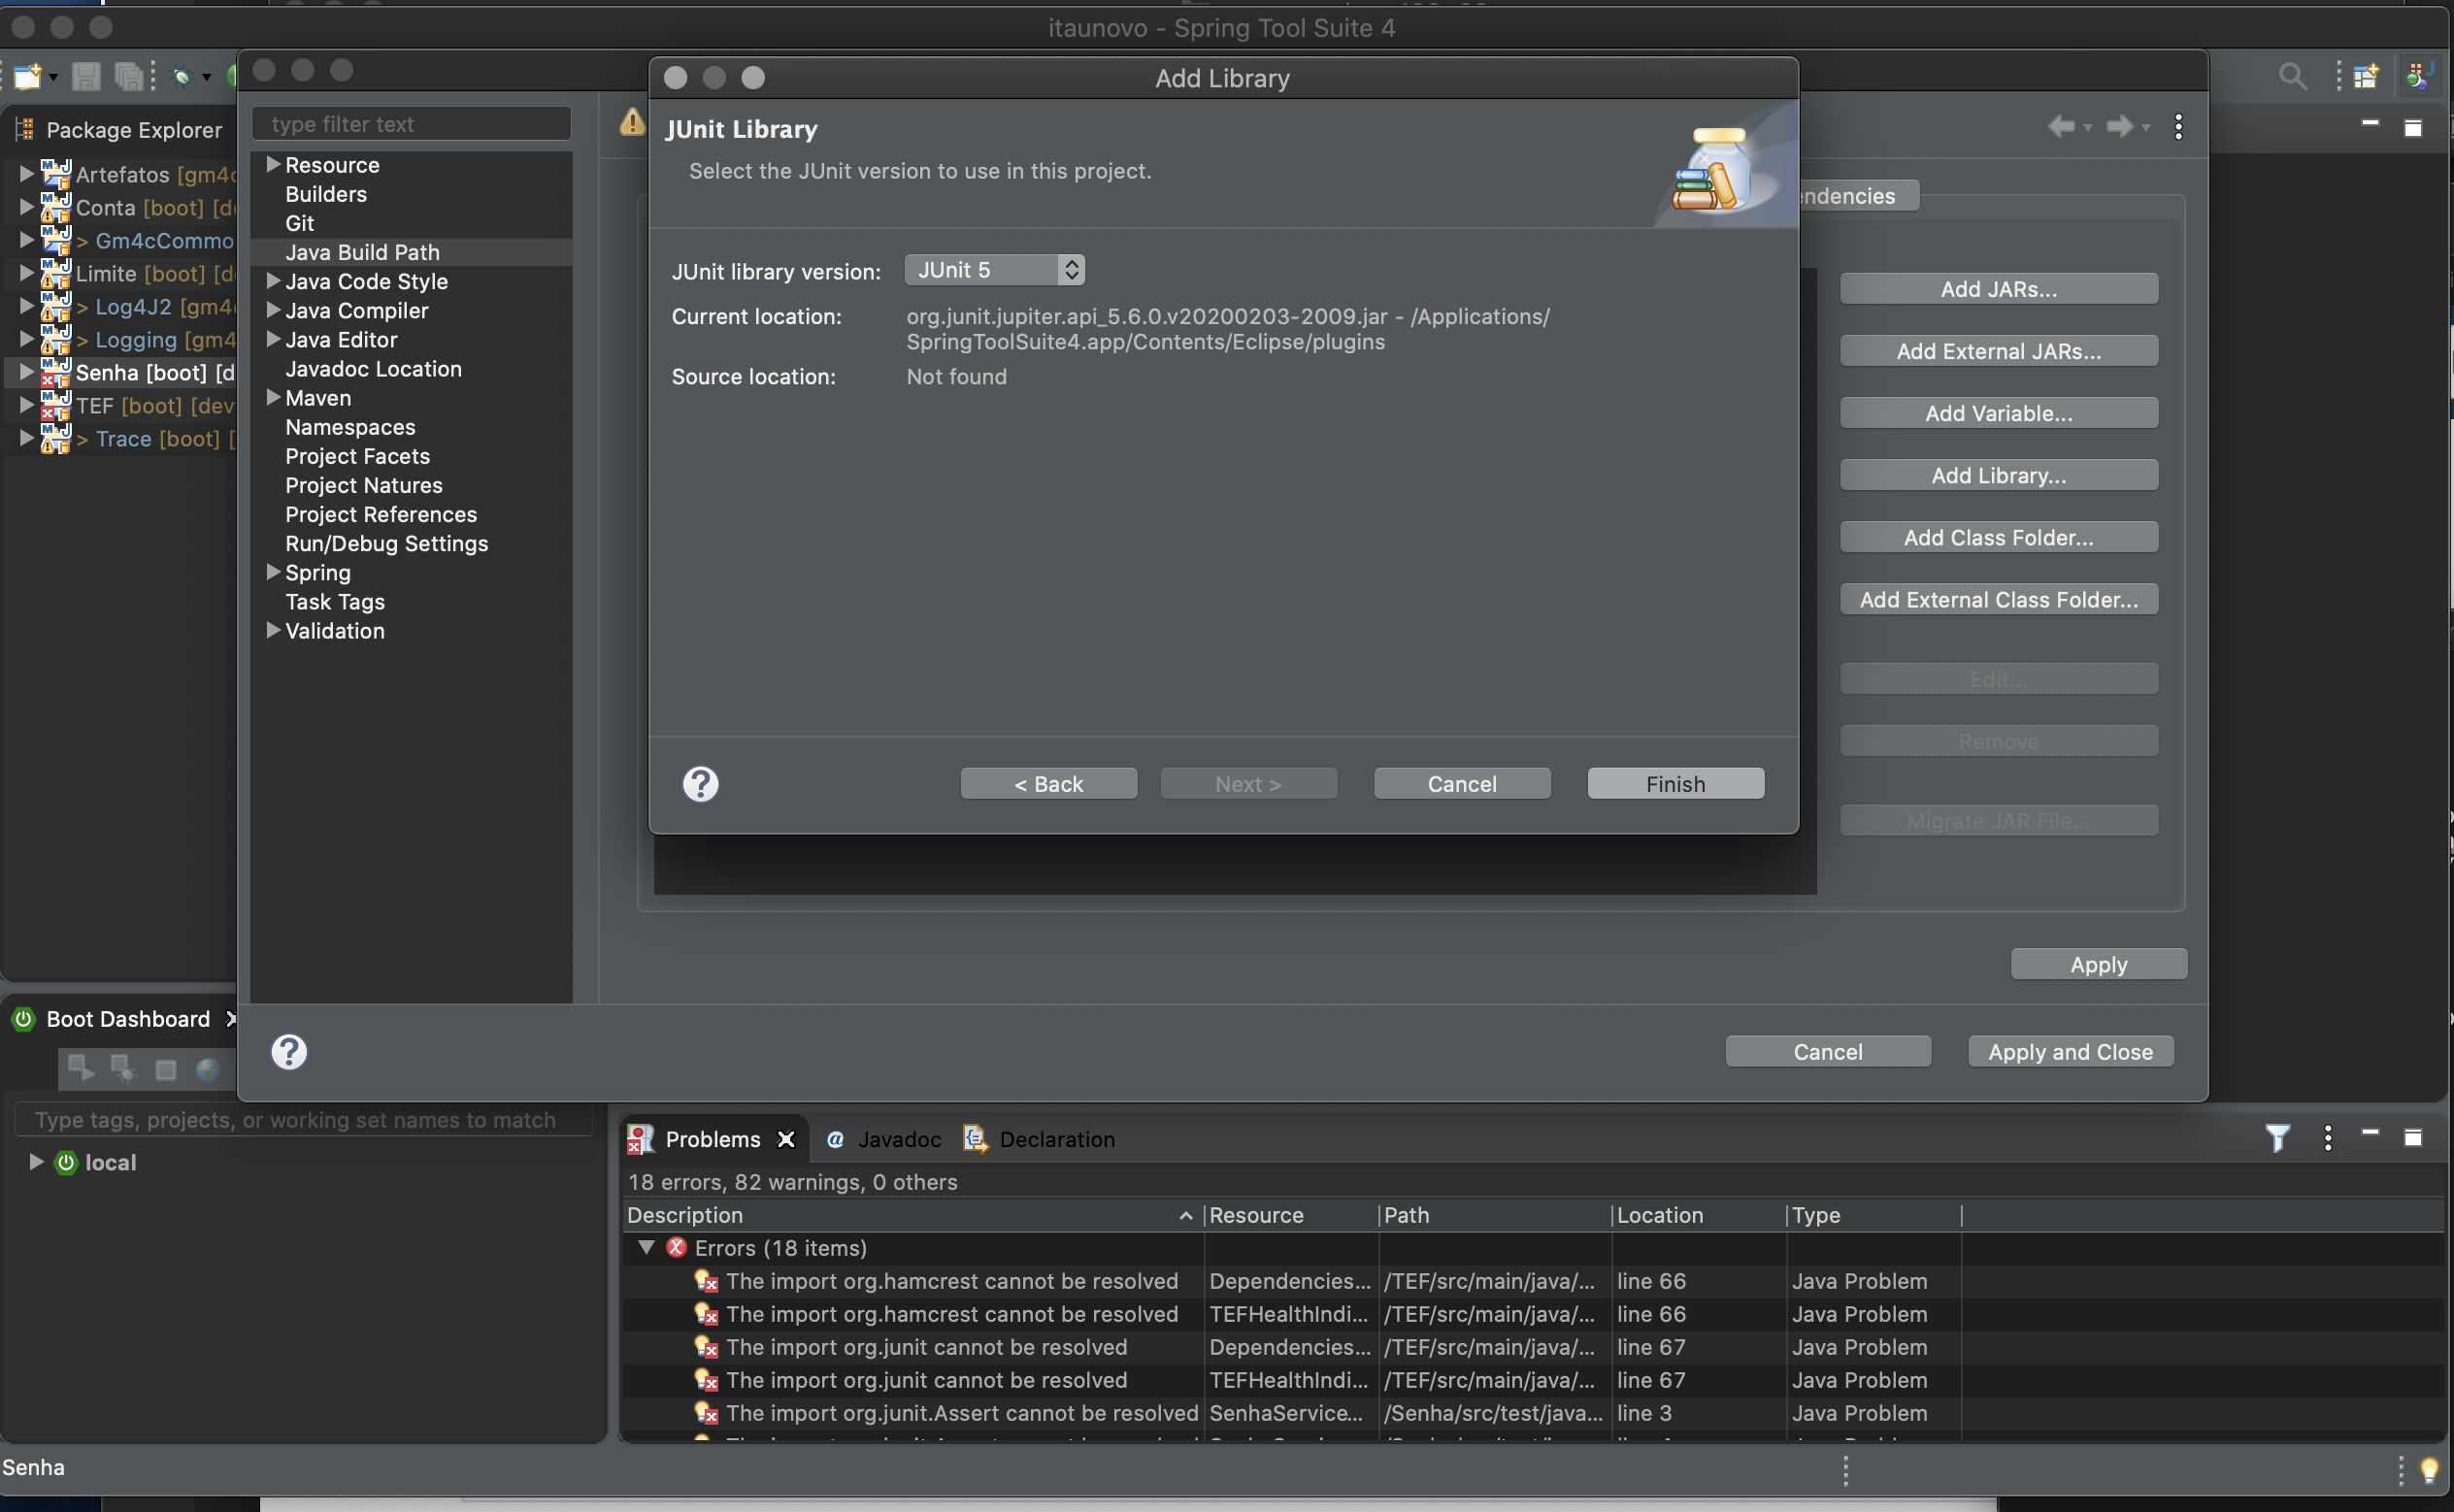 itaunovo - Spring Tool Suite 4
Package Explorer
Artefatos [gm4c
Conta [boot] [d
> Gm4cCommo
Limite [boot] [d
> Log4J2 [gm4
> Logging [gm4
Senha [boot] [d
TEF [boot] [dev
> Trace [boot] [
type filter text
Resource
Builders
Git
Java Build Path
Java Code Style
Java Compiler
Java Editor
Javadoc Location
Maven
Namespaces
Project Facets
Project Natures
Project References
Run/Debug Settings
Spring
Task Tags
Validation
Add Library
JUnit Library
Select the JUnit version to use in this project.
JUnit library version: JUnit 5
Current location: org.junit.jupiter.api_5.6.0.v20200203-2009.jar - /Applications/
SpringToolSuite4.app/Contents/Eclipse/plugins
Source location: Not found
< Back Next > Cancel Finish
endencies
Add JARs...
Add External JARs...
Add Variable...
Add Library...
Add Class Folder...
Add External Class Folder...
Edit...
Remove
Migrate JAR File...
Apply
Cancel Apply and Close
Boot Dashboard
Type tags, projects, or working set names to match
local
Problems Javadoc Declaration
18 errors, 82 warnings, 0 others
Description Resource Path Location Type
Errors (18 items)
The import org.hamcrest cannot be resolved Dependencies... /TEF/src/main/java/... line 66 Java Problem
The import org.hamcrest cannot be resolved TEFHealthIndi... /TEF/src/main/java/... line 66 Java Problem
The import org.junit cannot be resolved Dependencies... /TEF/src/main/java/... line 67 Java Problem
The import org.junit cannot be resolved TEFHealthIndi... /TEF/src/main/java/... line 67 Java Problem
The import org.junit.Assert cannot be resolved SenhaService... /Senha/src/test/java... line 3 Java Problem
Senha